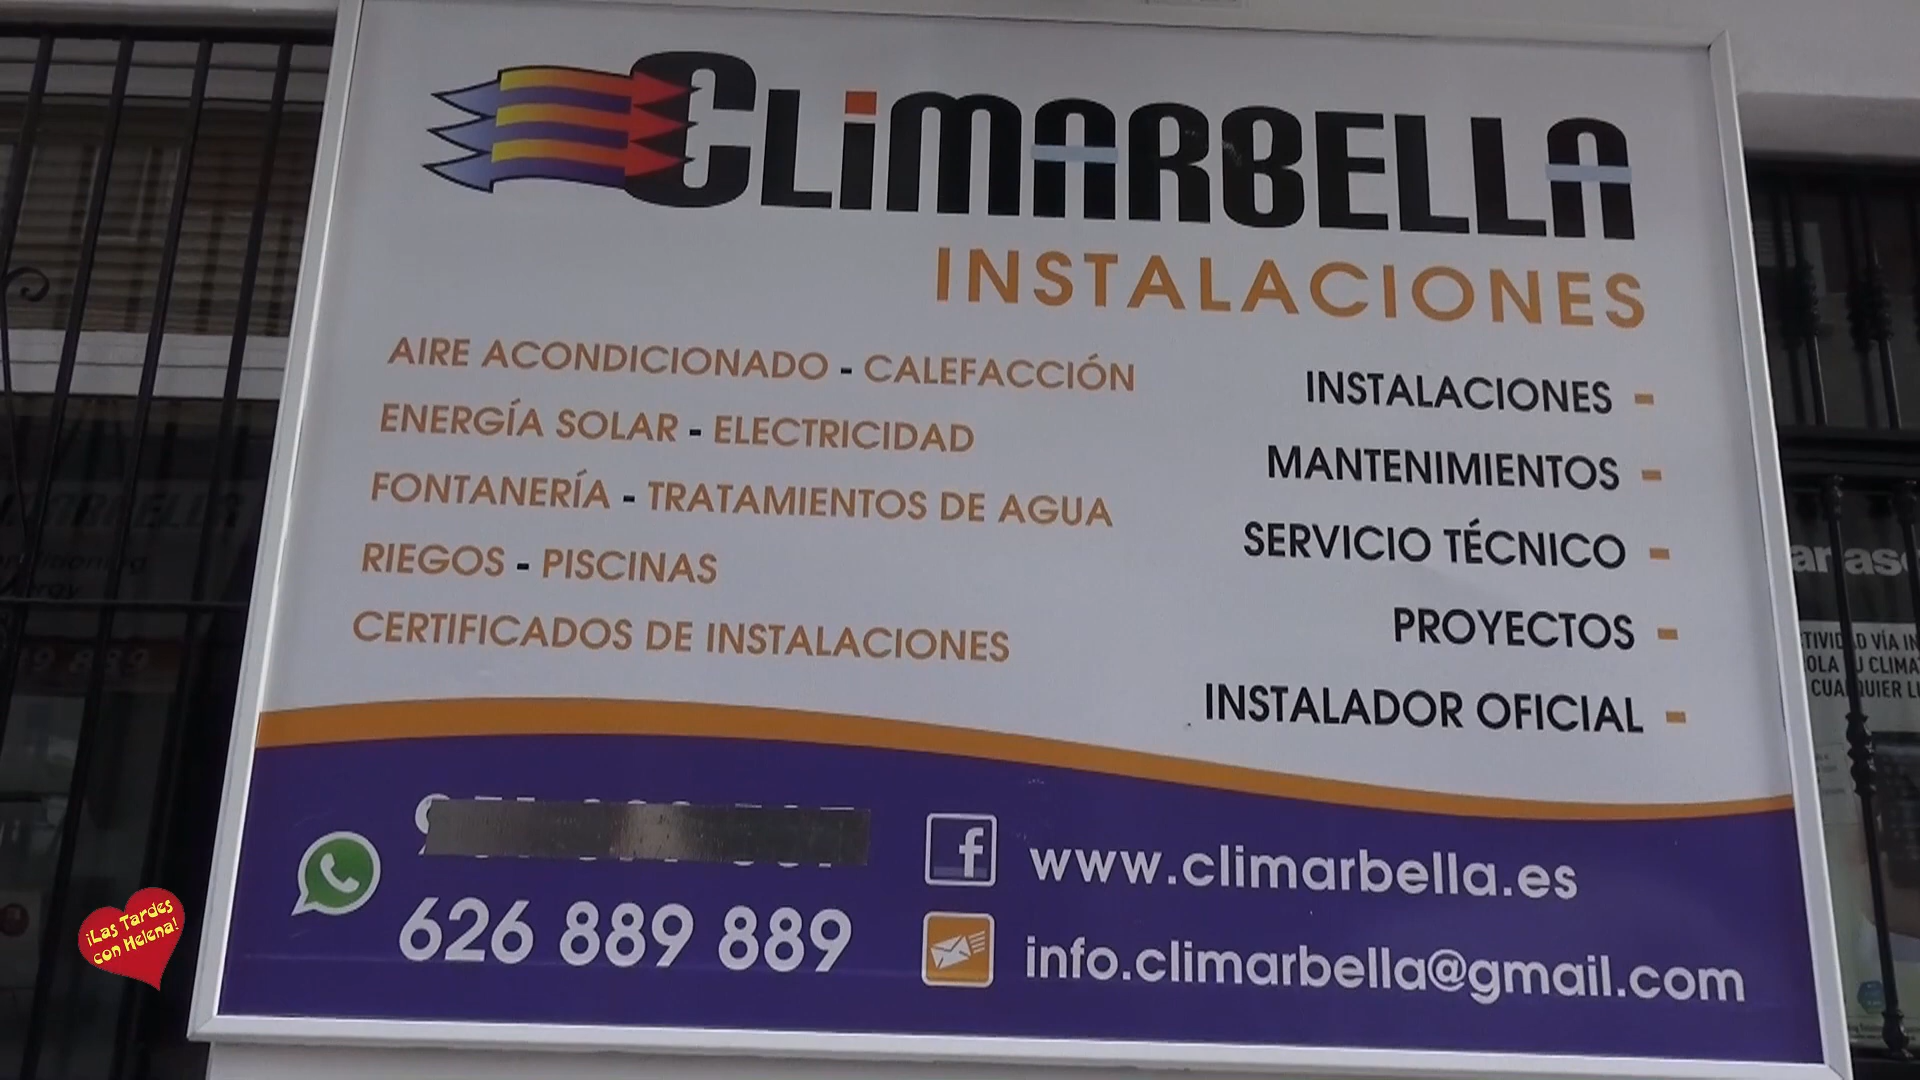 CLiMARBELLA
INSTALACIONES
AIRE ACONDICIONADO - CALEFACCIÓN
ENERGÍA SOLAR - ELECTRICIDAD
FONTANERÍA - TRATAMIENTOS DE AGUA
RIEGOS - PISCINAS
CERTIFICADOS DE INSTALACIONES
INSTALACIONES -
MANTENIMIENTOS -
SERVICIO TÉCNICO -
PROYECTOS -
INSTALADOR OFICIAL -
626 889 889
www.climarbella.es
info.climarbella@gmail.com
¡Las Tardes
con Helena!